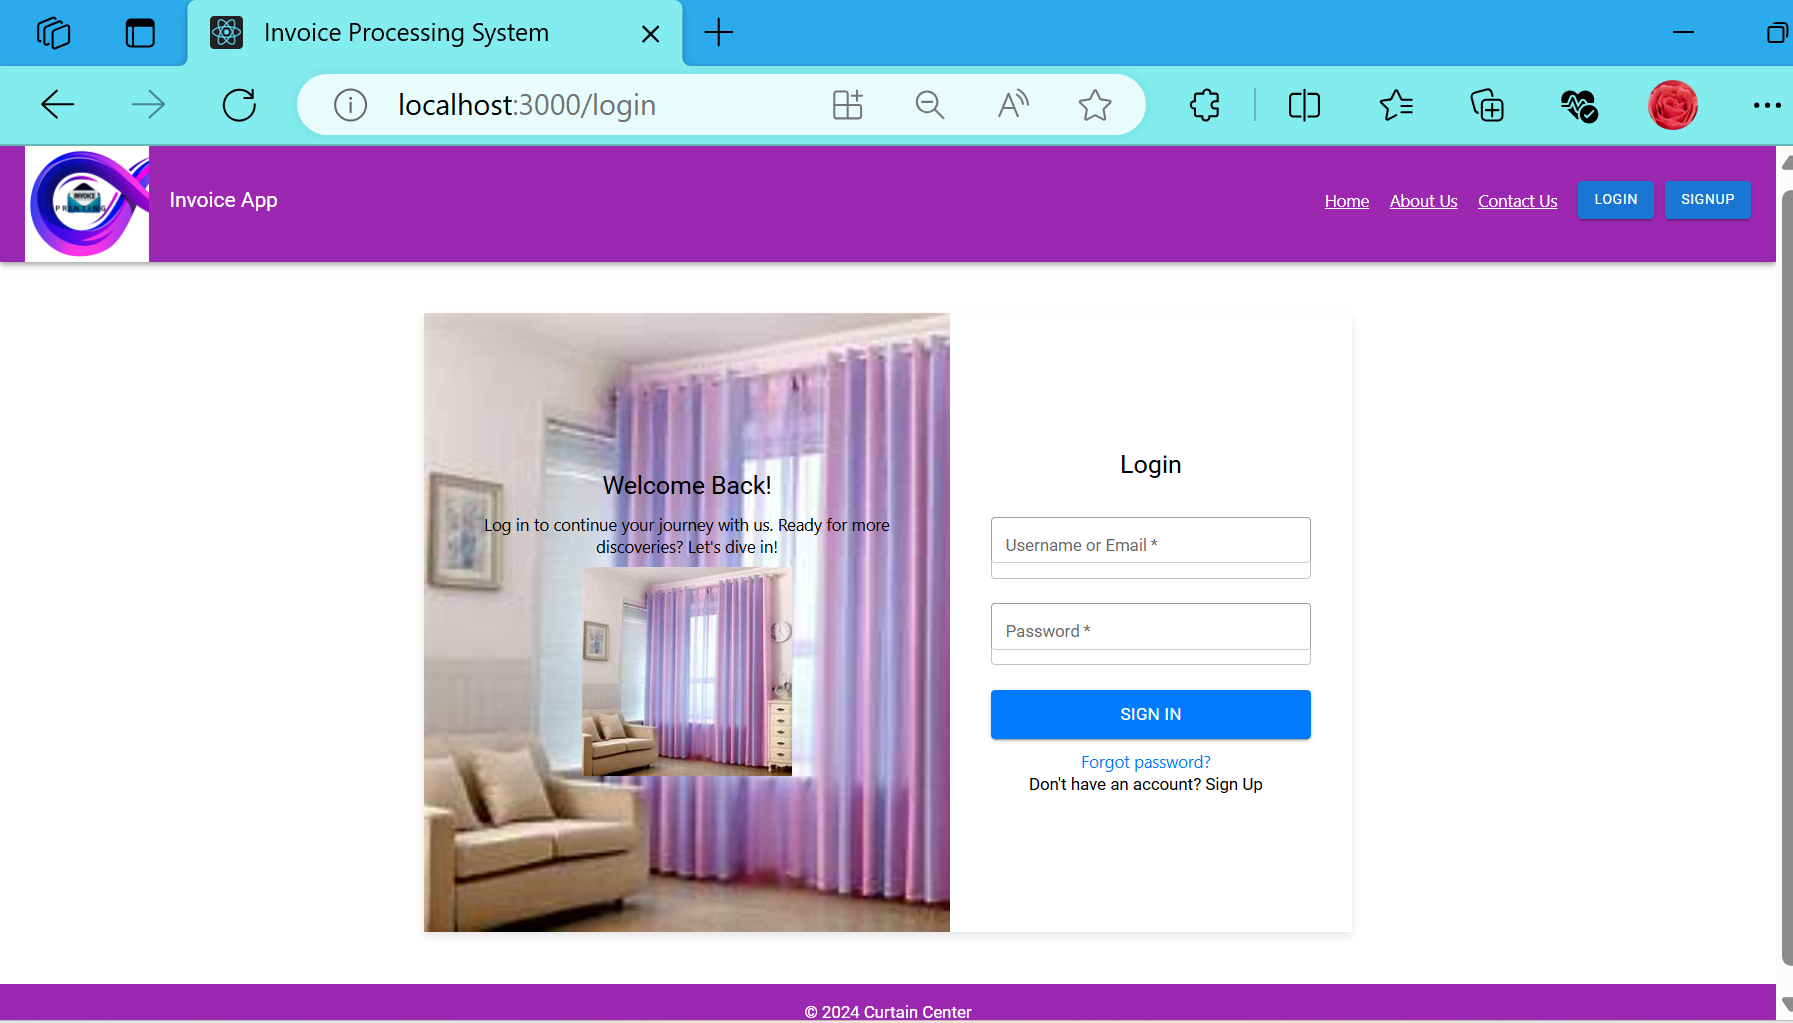 Invoice Processing System
localhost:3000/login
INVOICE
PRINTING
Invoice App
Home
About Us
Contact Us
LOGIN
SIGNUP
Welcome Back!
Log in to continue your journey with us. Ready for more
discoveries? Let's dive in!
Login
Username or Email *
Password *
SIGN IN
Forgot password?
Don't have an account? Sign Up
© 2024 Curtain Center